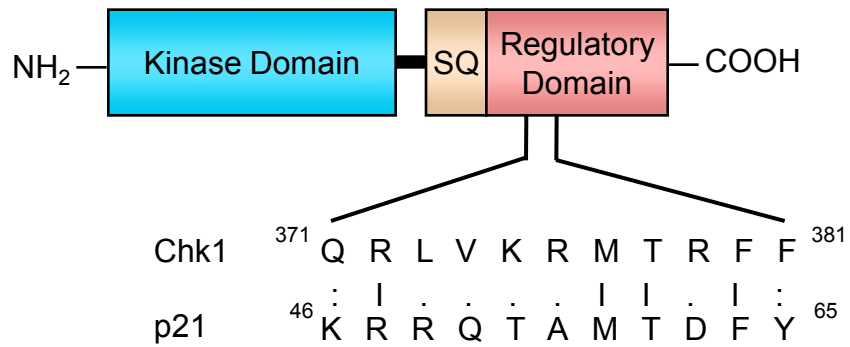 NH2 Kinase Domain SQ Regulatory Domain COOH
Chk1 371 Q R L V K R M T R F F 381
: I . . . . I I . I :
p21 46 K R R Q T A M T D F Y 65